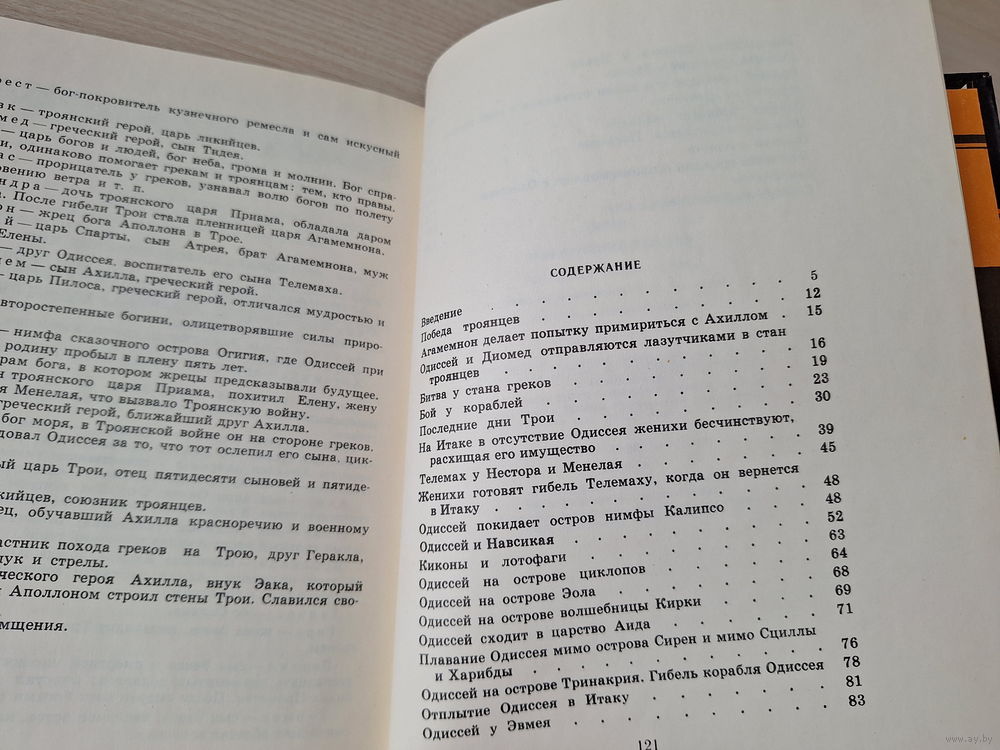 ест — бог-покровитель кузнечного ремесла и сам искусный
вк — троянский герой, царь ликийцев.
мед — греческий герой, сын Тидея.
— царь богов и людей, бог неба, грома и молнии. Бог спра-
и, одинаково помогает грекам и троянцам: тем, кто правы.
с — прорицатель у греков, узнавал волю богов по полету
овению ветра и т. п.
ндра — дочь троянского царя Приама, обладала даром
. После гибели Трои стала пленницей царя Агамемнона.
он — жрец бога Аполлона в Трое.
й — царь Спарты, сын Атрея, брат Агамемнона, муж
Елены.
— друг Одиссея, воспитатель его сына Телемаха.
ем — сын Ахилла, греческий герой.
— царь Пилоса, греческий герой, отличался мудростью и
второстепенные богини, олицетворявшие силы приро-
— нимфа сказочного острова Огигия, где Одиссей при
родину пробыл в плену пять лет.
рам бога, в котором жрецы предсказывали будущее.
н троянского царя Приама, похитил Елену, жену
я Менелая, что вызвало Троянскую войну.
греческий герой, ближайший друг Ахилла.
бог моря, в Троянской войне он на стороне греков.
довал Одиссея за то, что тот ослепил его сына, цик-
ый царь Трои, отец пятидесяти сыновей и пятиде-
кийцев, союзник троянцев.
ец, обучавший Ахилла красноречию и военному
астник похода греков на Трою, друг Геракла,
лук и стрелы.
ческого героя Ахилла, внук Эака, который
Аполлоном строил стены Трои. Славился сво-
мщения.
СОДЕРЖАНИЕ
Введение . . . . . . . . . . 5
Победа троянцев . . . . . . . . 12
Агамемнон делает попытку примириться с Ахиллом . 15
Одиссей и Диомед отправляются лазутчиками в стан
троянцев . . . . . . . . . 16
Битва у стана греков . . . . . . . 19
Бой у кораблей . . . . . . . . 23
Последние дни Трои . . . . . . . 30
На Итаке в отсутствие Одиссея женихи бесчинствуют,
расхищая его имущество . . . . . . 39
Телемах у Нестора и Менелая . . . . . 45
Женихи готовят гибель Телемаху, когда он вернется
в Итаку . . . . . . . . . 48
Одиссей покидает остров нимфы Калипсо . . . 48
Одиссей и Навсикая . . . . . . . 52
Киконы и лотофаги . . . . . . . 63
Одиссей на острове циклопов . . . . . 64
Одиссей на острове Эола . . . . . . 68
Одиссей на острове волшебницы Кирки . . . 69
Одиссей сходит в царство Аида . . . . 71
Плавание Одиссея мимо острова Сирен и мимо Сциллы
и Харибды . . . . . . . . 76
Одиссей на острове Тринакрия. Гибель корабля Одиссея 78
Отплытие Одиссея в Итаку . . . . . 81
Одиссей у Эвмея . . . . . . . 83
121
www.ay.by